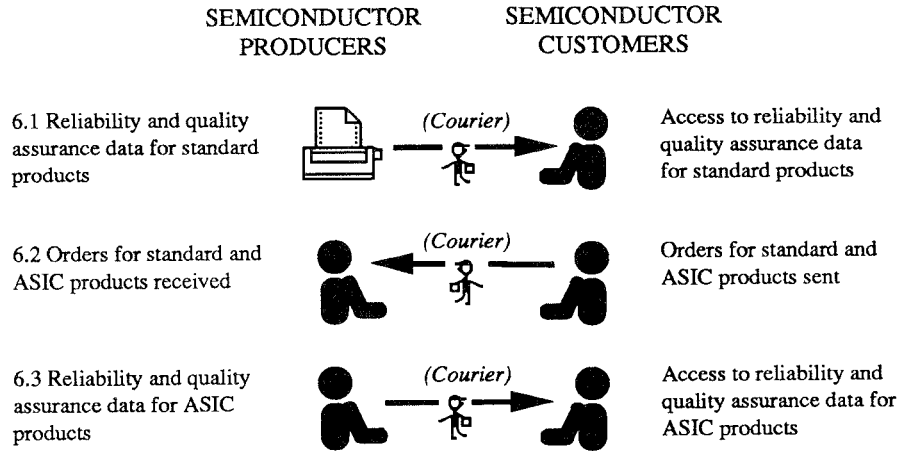 SEMICONDUCTOR
PRODUCERS
SEMICONDUCTOR
CUSTOMERS
6.1 Reliability and quality
assurance data for standard
products
(Courier)
Access to reliability and
quality assurance data
for standard products
6.2 Orders for standard and
ASIC products received
(Courier)
Orders for standard and
ASIC products sent
6.3 Reliability and quality
assurance data for ASIC
products
(Courier)
Access to reliability and
quality assurance data for
ASIC products